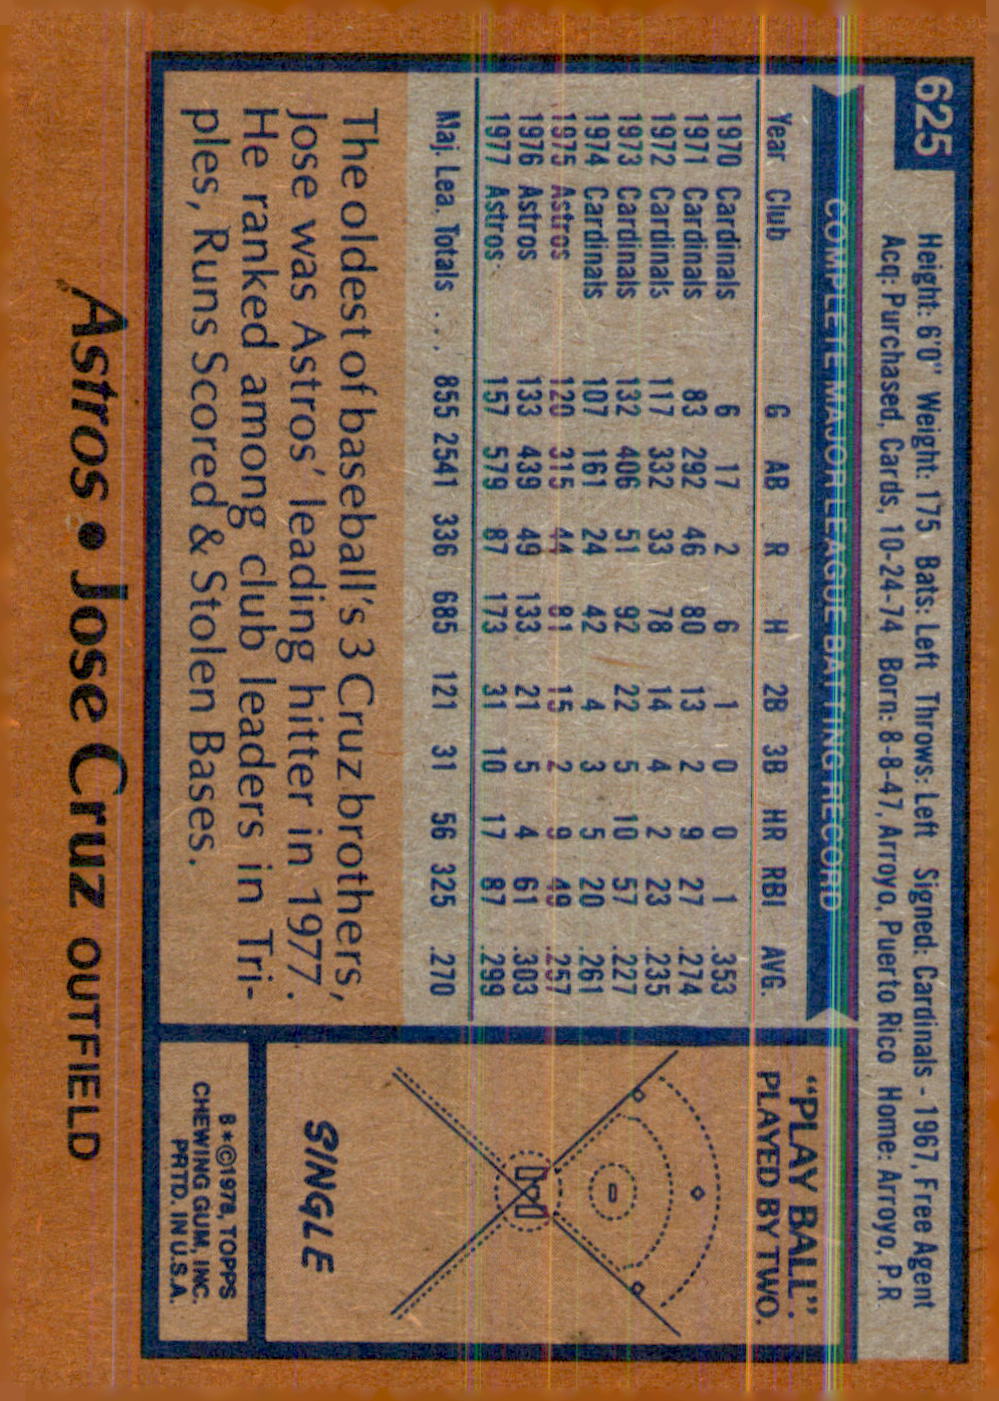 625
Height: 6'0" Weight: 175 Bats: Left Throws: Left Signed: Cardinals - 1967, Free Agent
Acq: Purchased, Cards, 10-24-74 Born: 8-8-47, Arroyo, Puerto Rico Home: Arroyo, P.R.
COMPLETE MAJOR LEAGUE BATTING RECORD
Year Club G AB R H 2B 3B HR RBI AVG.
1970 Cardinals 6 17 2 6 1 0 0 1 .353
1971 Cardinals 83 292 46 80 13 2 9 27 .274
1972 Cardinals 117 332 33 78 14 4 2 23 .235
1973 Cardinals 132 406 51 92 22 5 10 57 .227
1974 Cardinals 107 161 24 42 4 3 5 20 .261
1975 Astros 120 315 44 81 15 2 9 49 .257
1976 Astros 133 439 49 133 21 5 4 61 .303
1977 Astros 157 579 87 173 31 10 17 87 .299
Maj. Lea. Totals . . . 855 2541 336 685 121 31 56 325 .270
The oldest of baseball's 3 Cruz brothers,
Jose was Astros' leading hitter in 1977.
He ranked among club leaders in Tri-
ples, Runs Scored & Stolen Bases.
"PLAY BALL".
PLAYED BY TWO.
SINGLE
B*©1978, TOPPS
CHEWING GUM, INC.
PRTD. IN U.S.A.
Astros • Jose Cruz OUTFIELD